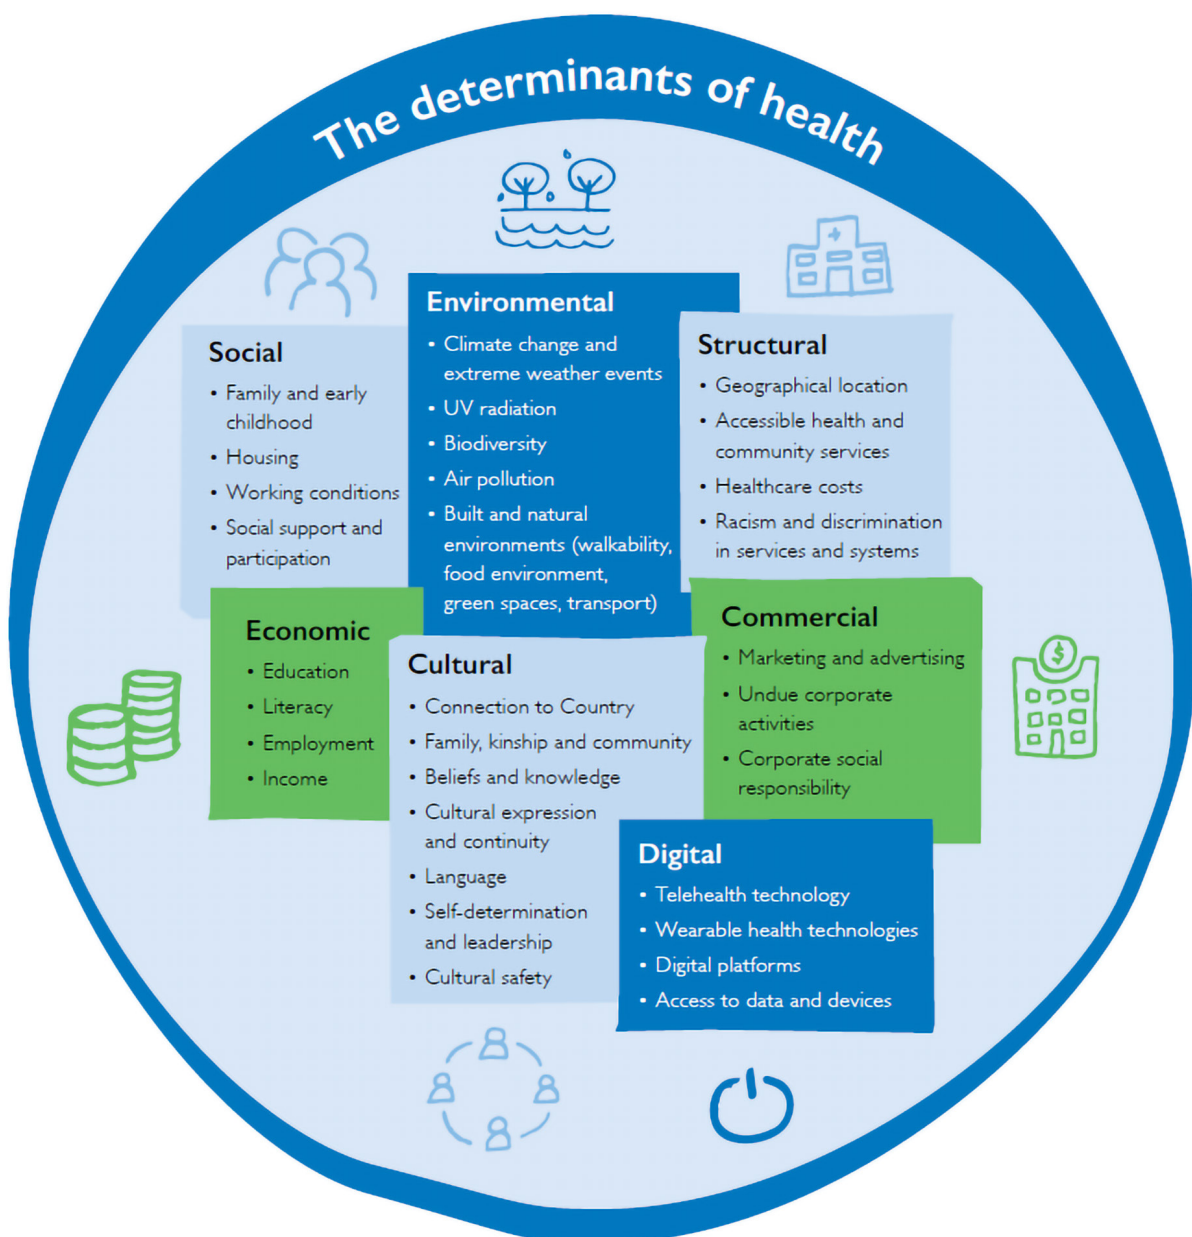 The determinants of health
Environmental
• Climate change and
extreme weather events
• UV radiation
• Biodiversity
• Air pollution
• Built and natural
environments (walkability,
food environment,
green spaces, transport)
Social
• Family and early
childhood
• Housing
• Working conditions
• Social support and
participation
Structural
• Geographical location
• Accessible health and
community services
• Healthcare costs
• Racism and discrimination
in services and systems
Economic
• Education
• Literacy
• Employment
• Income
Cultural
• Connection to Country
• Family, kinship and community
• Beliefs and knowledge
• Cultural expression
and continuity
• Language
• Self-determination
and leadership
• Cultural safety
Commercial
• Marketing and advertising
• Undue corporate
activities
• Corporate social
responsibility
$
Digital
• Telehealth technology
• Wearable health technologies
• Digital platforms
• Access to data and devices